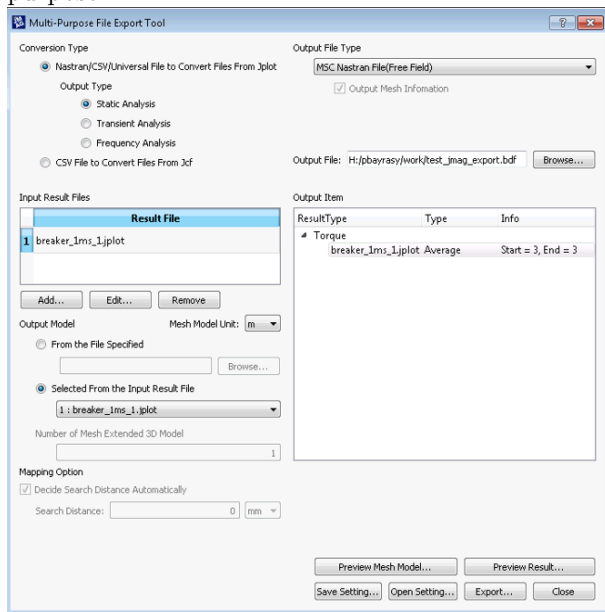 purpose
Multi-Purpose File Export Tool
Conversion Type
Nastran/CSV/Universal File to Convert Files From Jplot
Output Type
Static Analysis
Transient Analysis
Frequency Analysis
CSV File to Convert Files From Jcf
Output File Type
MSC Nastran File(Free Field)
Output Mesh Infomation
Output File: H:/pbayrasy/work/test_jmag_export.bdf Browse...
Input Result Files
Result File
1 breaker_1ms_1.jplot
Add... Edit... Remove
Output Model Mesh Model Unit: m
From the File Specified
Browse...
Selected From the Input Result File
1 : breaker_1ms_1.jplot
Number of Mesh Extended 3D Model
1
Mapping Option
Decide Search Distance Automatically
Search Distance: 0 mm
Output Item
ResultType Type Info
Torque
breaker_1ms_1.jplot Average Start = 3, End = 3
Preview Mesh Model... Preview Result...
Save Setting... Open Setting... Export... Close